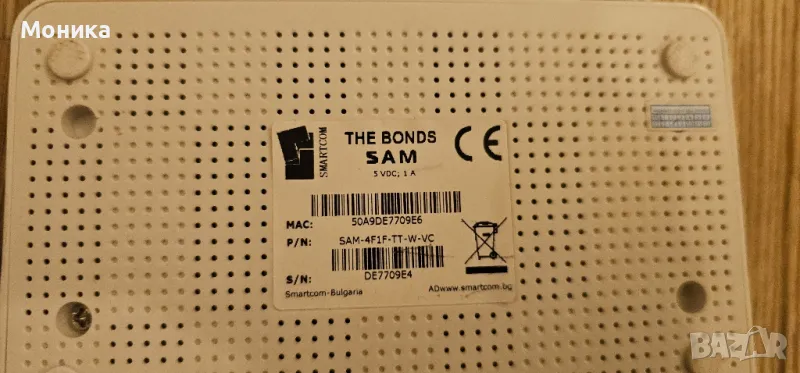 Моника
SMARTCOM
THE BONDS
SAM
5 VDC; 1 A
MAC:
50A9DE7709E6
P/N:
SAM-4F1F-TT-W-VC
S/N:
DE7709E4
Smartcom-Bulgaria
ADwww.smartcom.bg
BAZAR